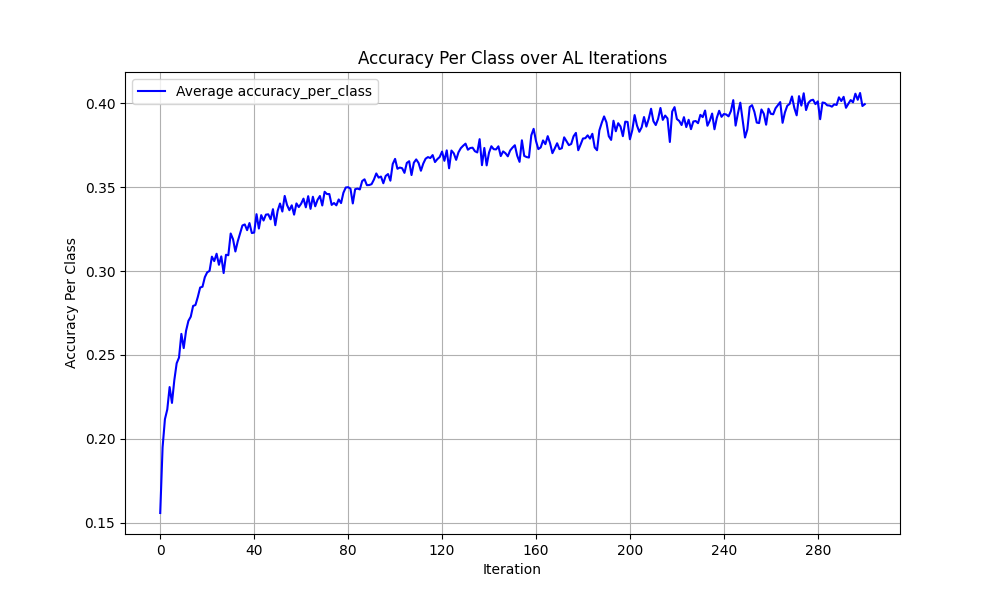 Accuracy Per Class over AL Iterations
Average accuracy_per_class
Accuracy Per Class
0.40
0.35
0.30
0.25
0.20
0.15
0 40 80 120 160 200 240 280
Iteration